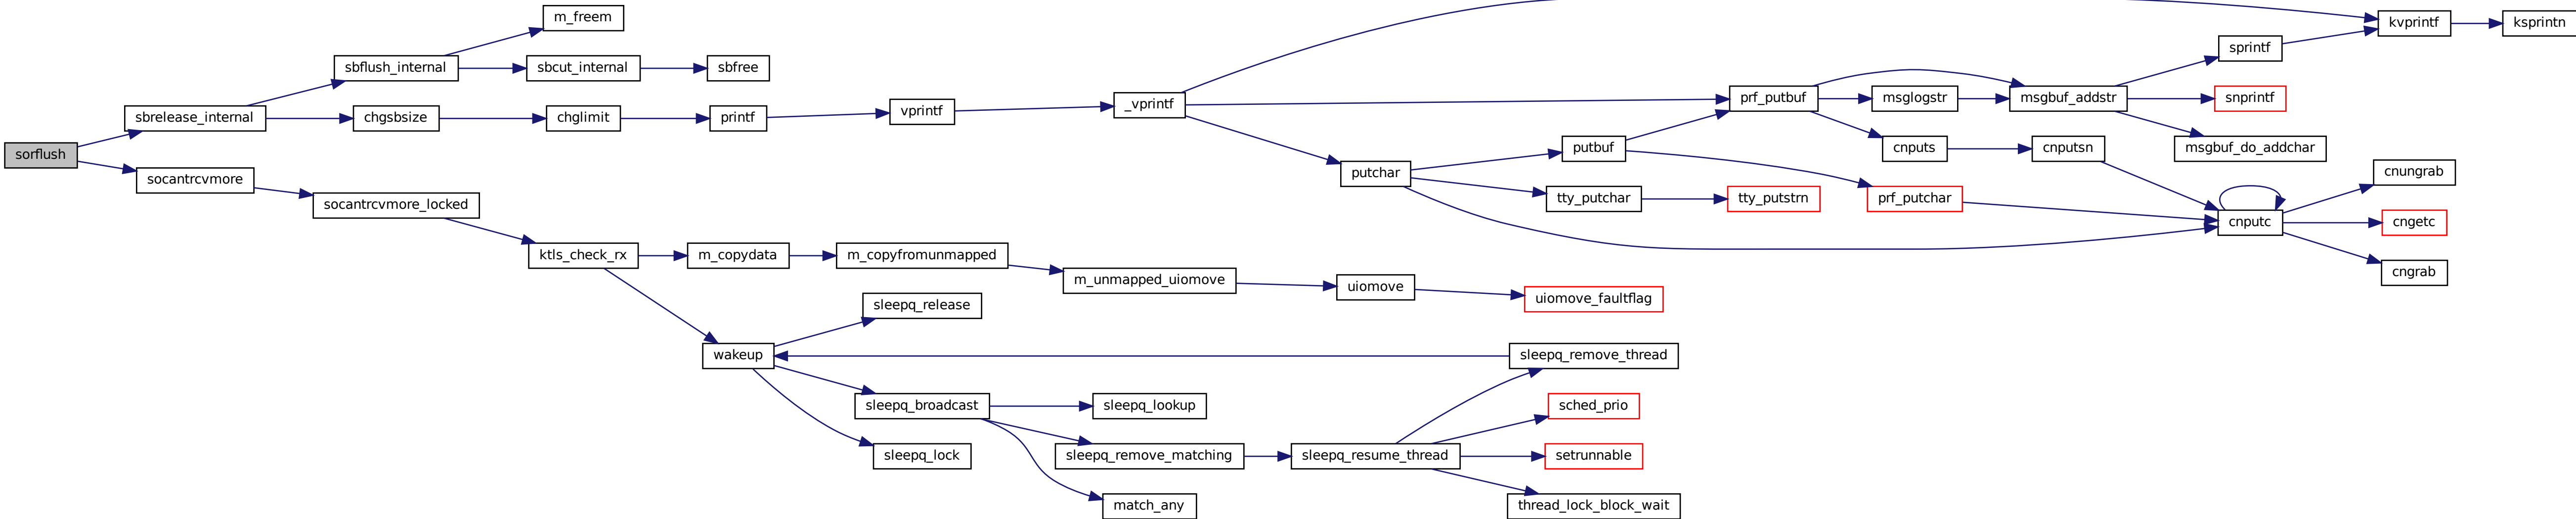 m_freem
kvprintf
ksprintn
sprintf
sbflush_internal
sbcut_internal
sbfree
prf_putbuf
msglogstr
msgbuf_addstr
snprintf
_vprintf
vprintf
sbrelease_internal
chgsbsize
chglimit
printf
putbuf
cnputs
cnputsn
msgbuf_do_addchar
sorflush
putchar
cnungrab
socantrcvmore
tty_putchar
tty_putstrn
prf_putchar
socantrcvmore_locked
cnputc
cngetc
ktls_check_rx
m_copydata
m_copyfromunmapped
cngrab
m_unmapped_uiomove
uiomove
uiomove_faultflag
sleepq_release
wakeup
sleepq_remove_thread
sleepq_broadcast
sleepq_lookup
sched_prio
sleepq_lock
sleepq_remove_matching
sleepq_resume_thread
setrunnable
match_any
thread_lock_block_wait